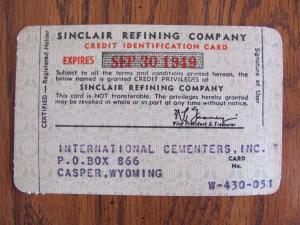 SINCLAIR REFINING COMPANY
CREDIT IDENTIFICATION CARD
EXPIRES SEP 30 1949
Subject to all the terms and conditions printed hereon, the
below named is granted CREDIT PRIVILEGES at
SINCLAIR REFINING COMPANY
This card is NOT TRANSFERABLE. The privileges hereby granted
may be revoked in whole or in part at any time without notice.
Vice President & Treasurer
CERTIFIED — Registered Holder
Signature of User
INTERNATIONAL CEMENTERS, INC.
P.O.BOX 866
CARD
No.
CASPER, WYOMING
W-430-051